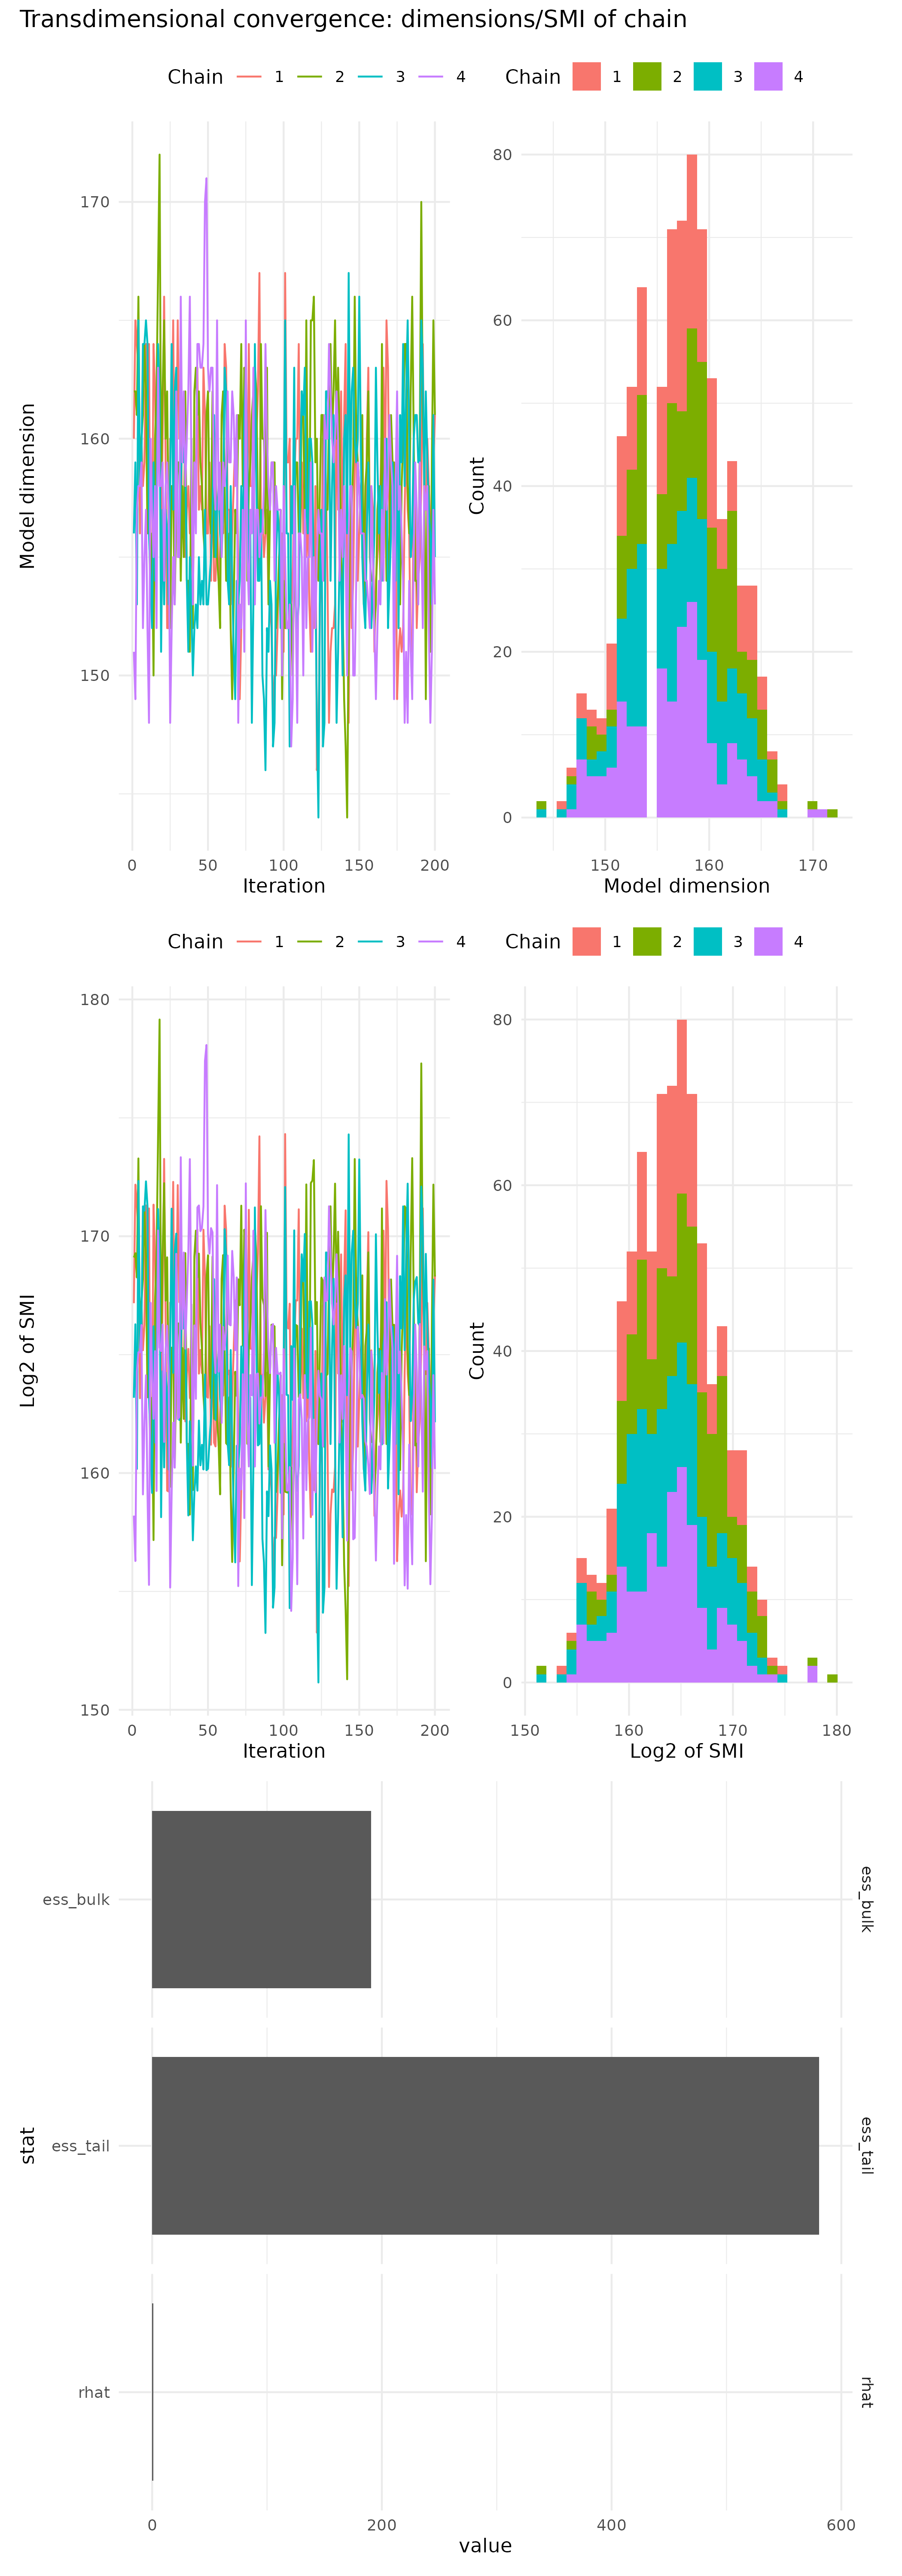 Transdimensional convergence: dimensions/SMI of chain
Chain 1 2 3 4
Chain 1 2 3 4
Model dimension
170
160
150
0 50 100 150 200
Iteration
Count
80
60
40
20
0
150 160 170
Model dimension
Chain 1 2 3 4
Chain 1 2 3 4
Log2 of SMI
180
170
160
150
0 50 100 150 200
Iteration
Count
80
60
40
20
0
150 160 170 180
Log2 of SMI
stat
ess_bulk
ess_bulk
ess_tail
ess_tail
rhat
rhat
0 200 400 600
value